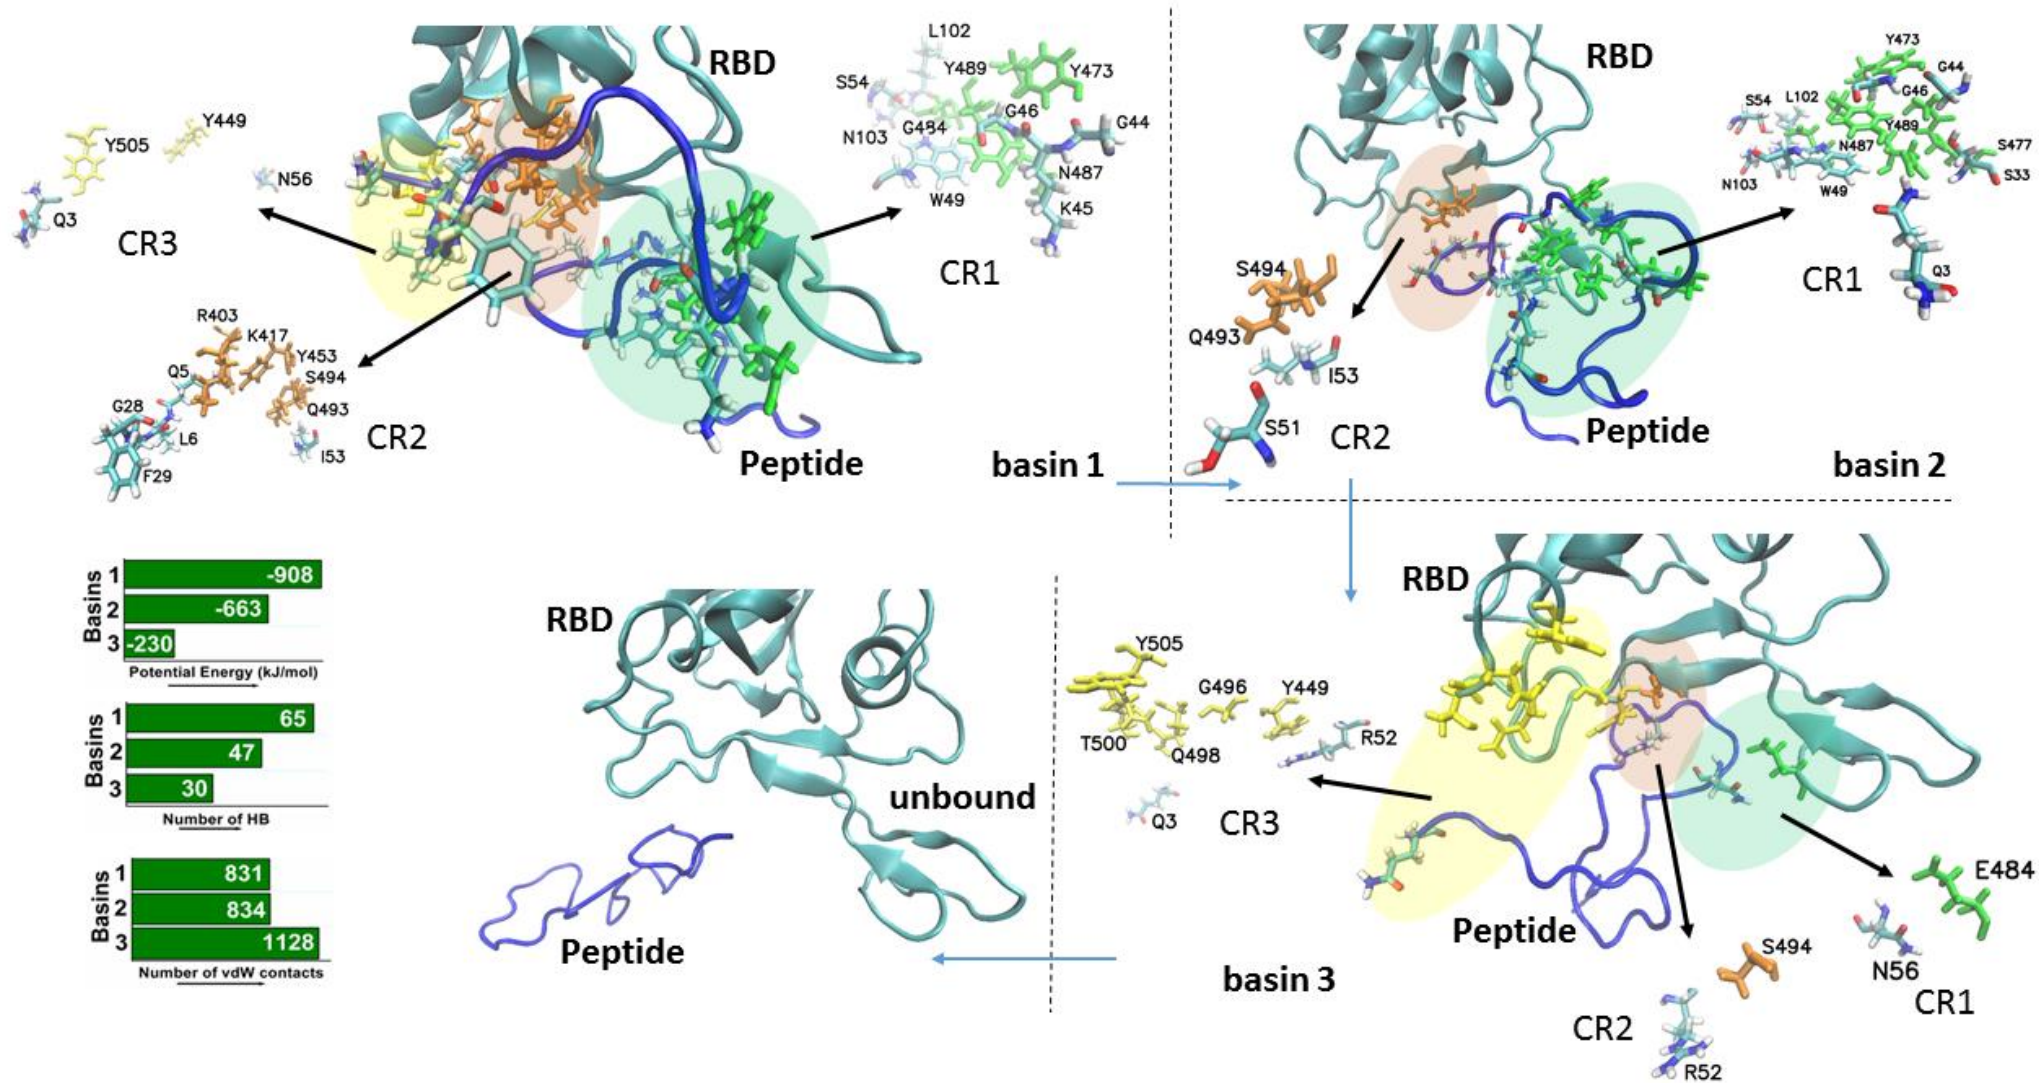 RBD
L102
S54
Y489
Y473
G46
G44
N103
G484
N487
W49
K45
CR1
Y505
Y449
N56
Q3
CR3
R403
K417
Q5
Y453
S494
G28
Q493
L6
I53
F29
CR2
Peptide
basin 1
RBD
Y473
G44
S54
L102
G46
Y489
N487
S477
N103
W49
S33
Q3
CR1
S494
Q493
I53
S51
CR2
Peptide
basin 2
Basins
1
-908
2
-663
3
-230
Potential Energy (kJ/mol)
Basins
1
65
2
47
3
30
Number of HB
Basins
1
831
2
834
3
1128
Number of vdW contacts
RBD
unbound
Peptide
RBD
Y505
G496
Y449
T500
Q498
R52
Q3
CR3
Peptide
E484
N56
CR1
S494
CR2
R52
basin 3